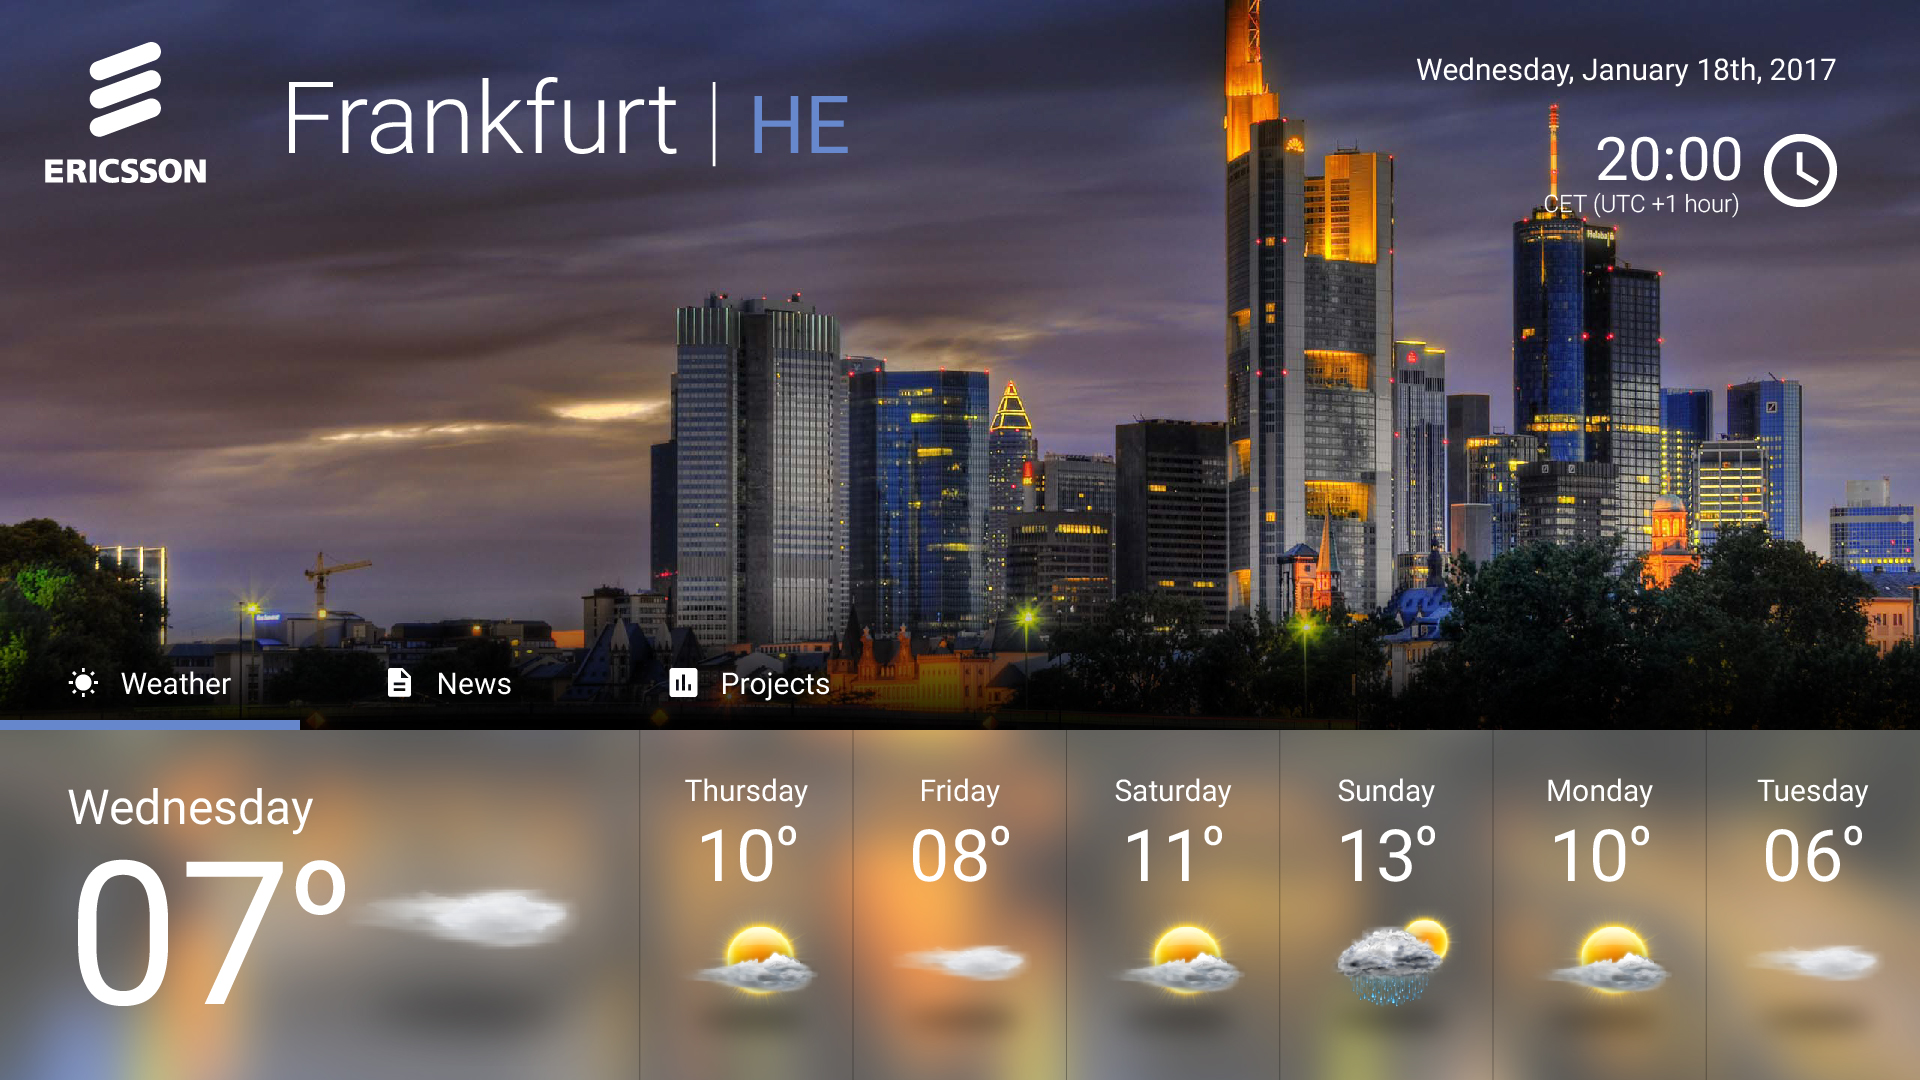 ERICSSON
Frankfurt | HE
Wednesday, January 18th, 2017
20:00
CET (UTC +1 hour)
Helaba
Weather
News
Projects
Wednesday
07°
Thursday
10°
Friday
08°
Saturday
11°
Sunday
13°
Monday
10°
Tuesday
06°